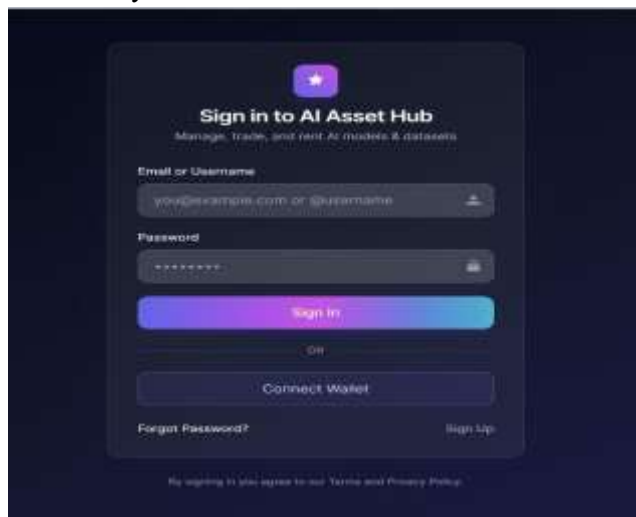 Sign in to AI Asset Hub
Manage, trade, and rent AI models & datasets
Email or Username
you@example.com or @username
Password
Sign In
OR
Connect Wallet
Forgot Password? Sign Up
By signing in you agree to our Terms and Privacy Policy.